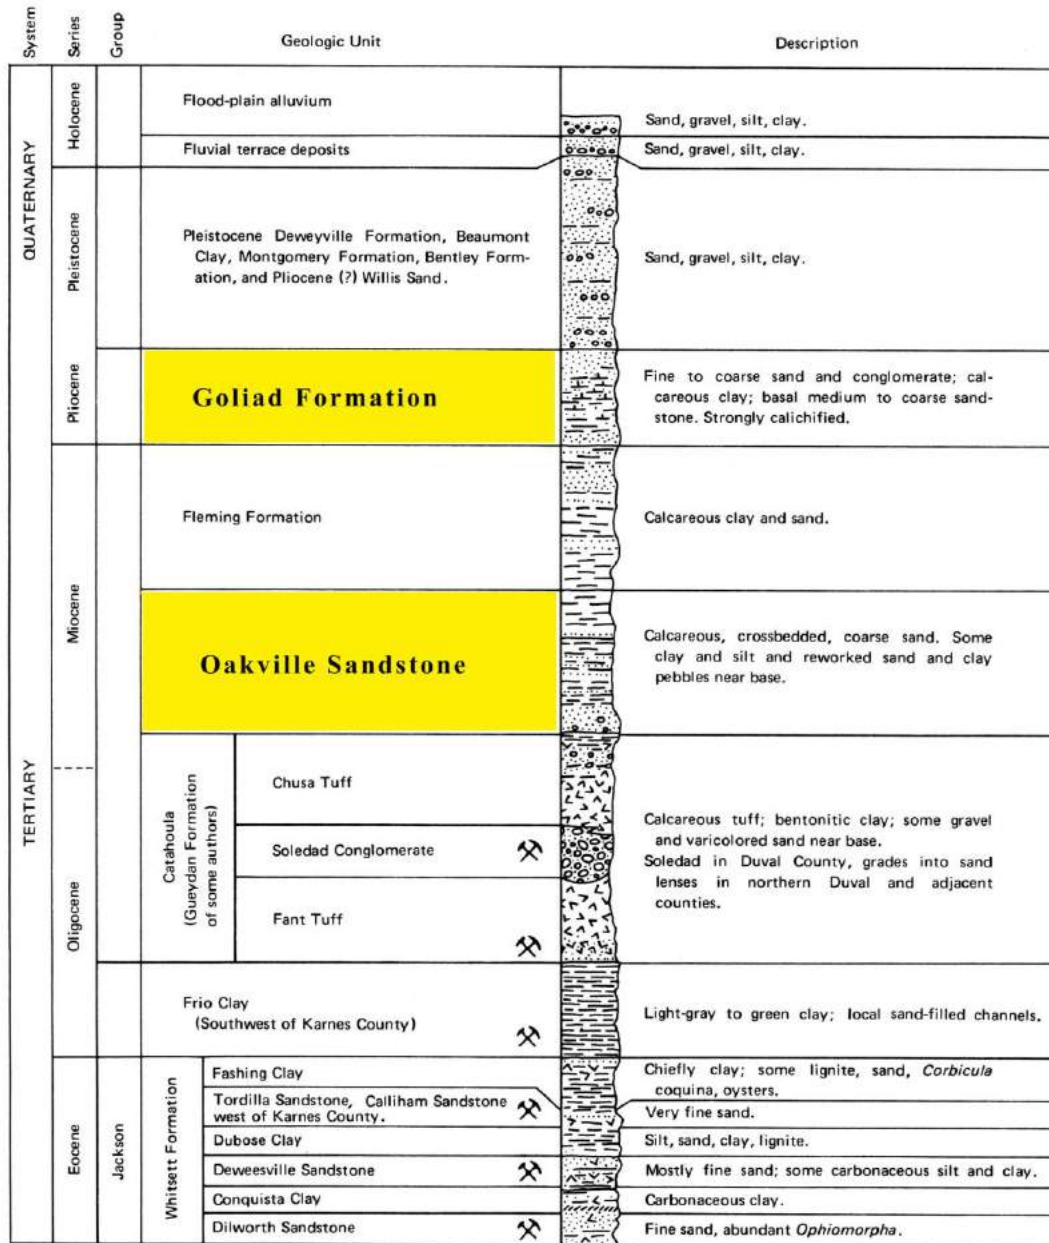 System
Series
Group
Geologic Unit
Description
QUATERNARY
Holocene
Flood-plain alluvium
Sand, gravel, silt, clay.
Fluvial terrace deposits
Sand, gravel, silt, clay.
Pleistocene
Pleistocene Deweyville Formation, Beaumont
Clay, Montgomery Formation, Bentley Form-
ation, and Pliocene (?) Willis Sand.
Sand, gravel, silt, clay.
TERTIARY
Pliocene
Goliad Formation
Fine to coarse sand and conglomerate; cal-
careous clay; basal medium to coarse sand-
stone. Strongly calichified.
Miocene
Fleming Formation
Calcareous clay and sand.
Oakville Sandstone
Calcareous, crossbedded, coarse sand. Some
clay and silt and reworked sand and clay
pebbles near base.
Oligocene
Catahoula
(Gueydan Formation
of some authors)
Chusa Tuff
Soledad Conglomerate
Fant Tuff
Calcareous tuff; bentonitic clay; some gravel
and varicolored sand near base.
Soledad in Duval County, grades into sand
lenses in northern Duval and adjacent
counties.
Frio Clay
(Southwest of Karnes County)
Light-gray to green clay; local sand-filled channels.
Eocene
Jackson
Whitsett Formation
Fashing Clay
Chiefly clay; some lignite, sand, Corbicula
coquina, oysters.
Tordilla Sandstone, Calliham Sandstone
west of Karnes County.
Very fine sand.
Dubose Clay
Silt, sand, clay, lignite.
Deweesville Sandstone
Mostly fine sand; some carbonaceous silt and clay.
Conquista Clay
Carbonaceous clay.
Dilworth Sandstone
Fine sand, abundant Ophiomorpha.